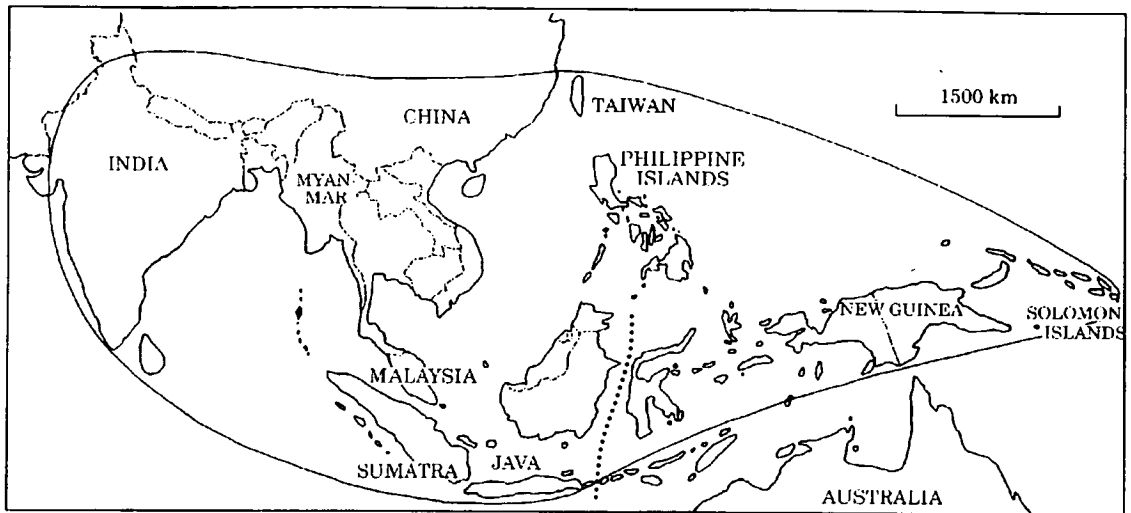 1500 km
TAIWAN
CHINA
INDIA
MYAN
MAR
PHILIPPINE
ISLANDS
NEW GUINEA
SOLOMON
ISLANDS
MALAYSIA
SUMATRA
JAVA
AUSTRALIA